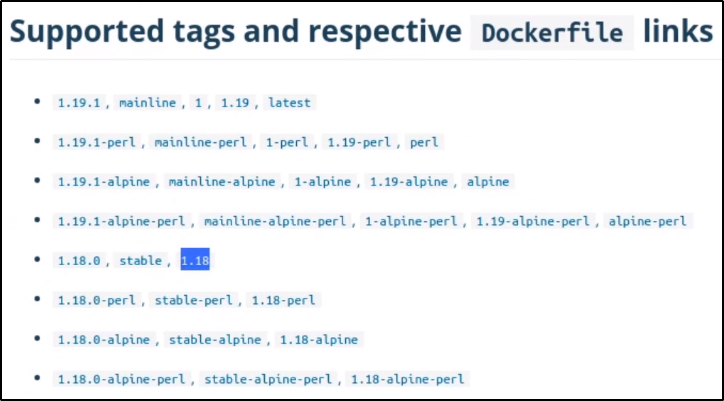 Supported tags and respective Dockerfile links
• 1.19.1 , mainline , 1 , 1.19 , latest
• 1.19.1-perl , mainline-perl , 1-perl , 1.19-perl , perl
• 1.19.1-alpine , mainline-alpine , 1-alpine , 1.19-alpine , alpine
• 1.19.1-alpine-perl , mainline-alpine-perl , 1-alpine-perl , 1.19-alpine-perl , alpine-perl
• 1.18.0 , stable , 1.18
• 1.18.0-perl , stable-perl , 1.18-perl
• 1.18.0-alpine , stable-alpine , 1.18-alpine
• 1.18.0-alpine-perl , stable-alpine-perl , 1.18-alpine-perl